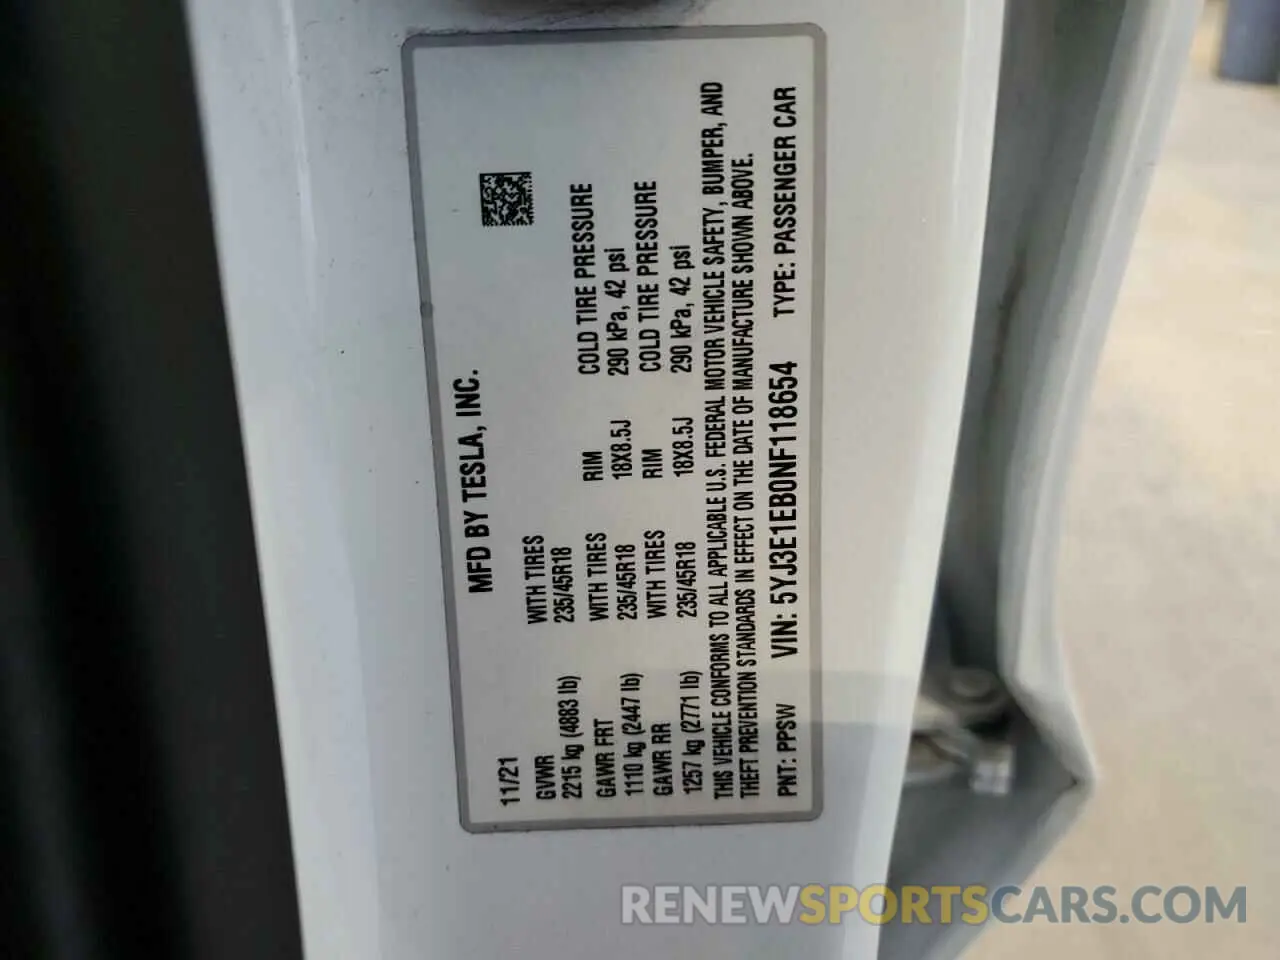 MFD BY TESLA, INC.
11/21
GVWR WITH TIRES
2215 kg (4883 lb) 235/45R18 RIM COLD TIRE PRESSURE
GAWR FRT WITH TIRES 18X8.5J 290 kPa, 42 psi
1110 kg (2447 lb) 235/45R18 RIM COLD TIRE PRESSURE
GAWR RR WITH TIRES 18X8.5J 290 kPa, 42 psi
1257 kg (2771 lb) 235/45R18
THIS VEHICLE CONFORMS TO ALL APPLICABLE U.S. FEDERAL MOTOR VEHICLE SAFETY, BUMPER, AND
THEFT PREVENTION STANDARDS IN EFFECT ON THE DATE OF MANUFACTURE SHOWN ABOVE.
PNT: PPSW VIN: 5YJ3E1EB0NF118654 TYPE: PASSENGER CAR
RENEWSPORTSCARS.COM